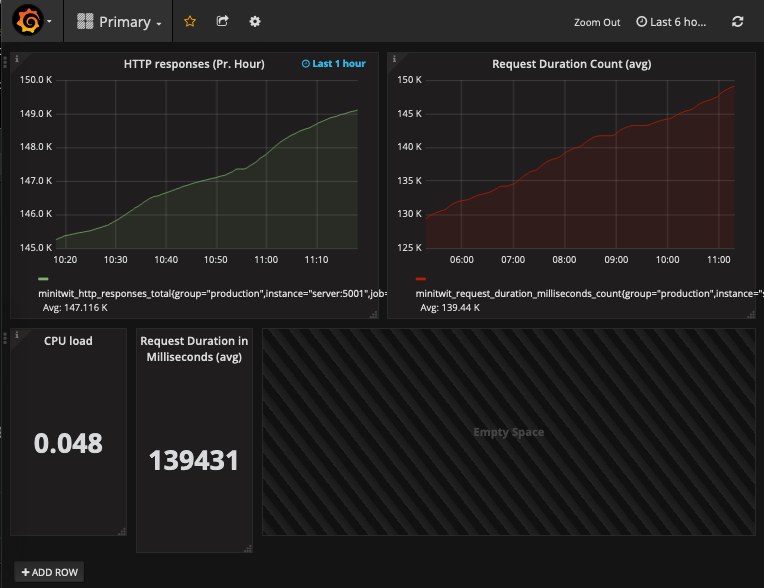 Primary
Zoom Out
Last 6 ho...
HTTP responses (Pr. Hour)
Last 1 hour
150.0 K
149.0 K
148.0 K
147.0 K
146.0 K
145.0 K
10:20 10:30 10:40 10:50 11:00 11:10
minitwit_http_responses_total{group="production",instance="server:5001",job=
Avg: 147.116 K
Request Duration Count (avg)
150 K
145 K
140 K
135 K
130 K
125 K
06:00 07:00 08:00 09:00 10:00 11:00
minitwit_request_duration_milliseconds_count{group="production",instance="s
Avg: 139.44 K
CPU load
0.048
Request Duration in
Milliseconds (avg)
139431
Empty Space
+ ADD ROW